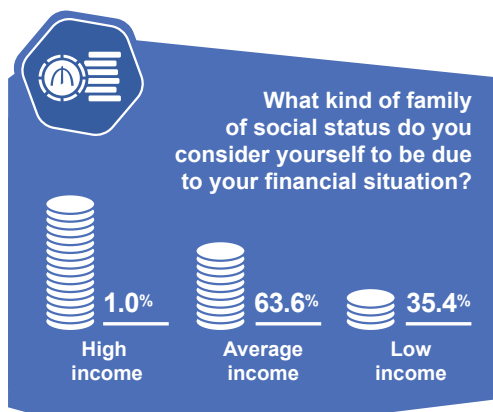 What kind of family
of social status do you
consider yourself to be due
to your financial situation?
1.0%
63.6%
35.4%
High
income
Average
income
Low
income